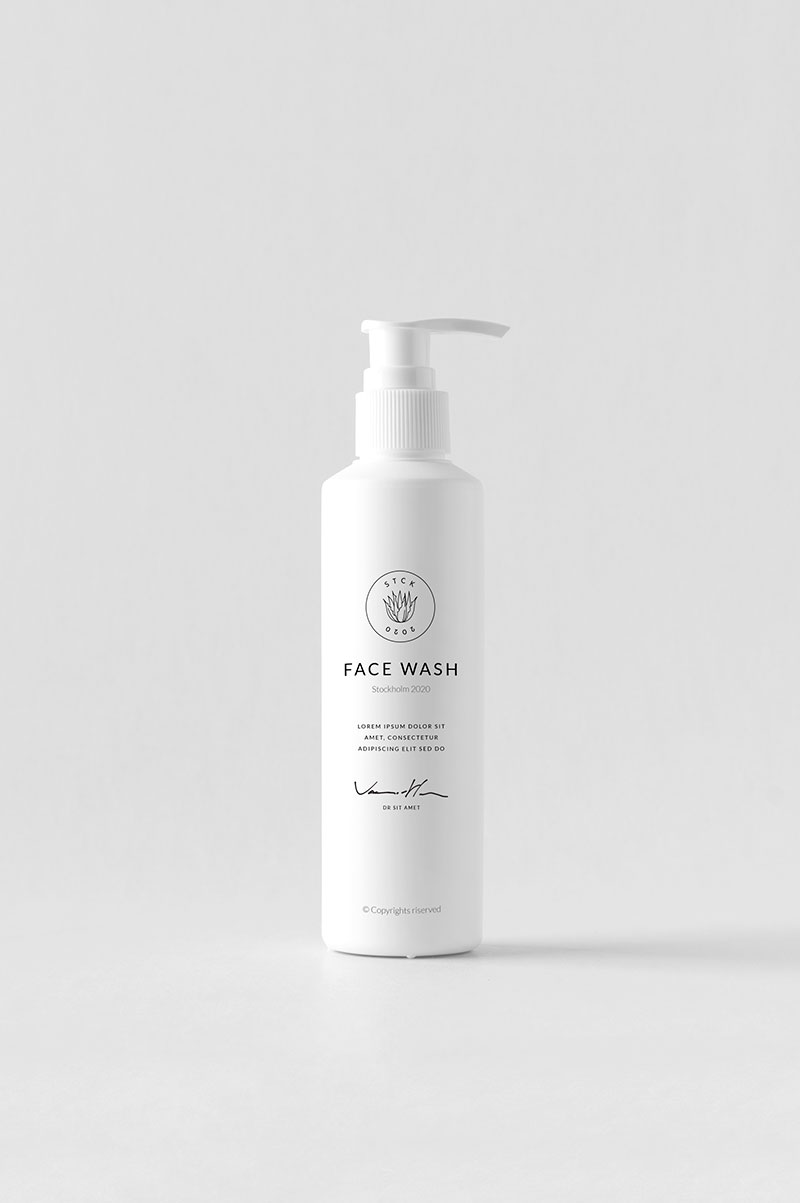 STCK
2020
FACE WASH
Stockholm 2020
LOREM IPSUM DOLOR SIT
AMET, CONSECTETUR
ADIPISCING ELIT SED DO
DR SIT AMET
© Copyrights riserved